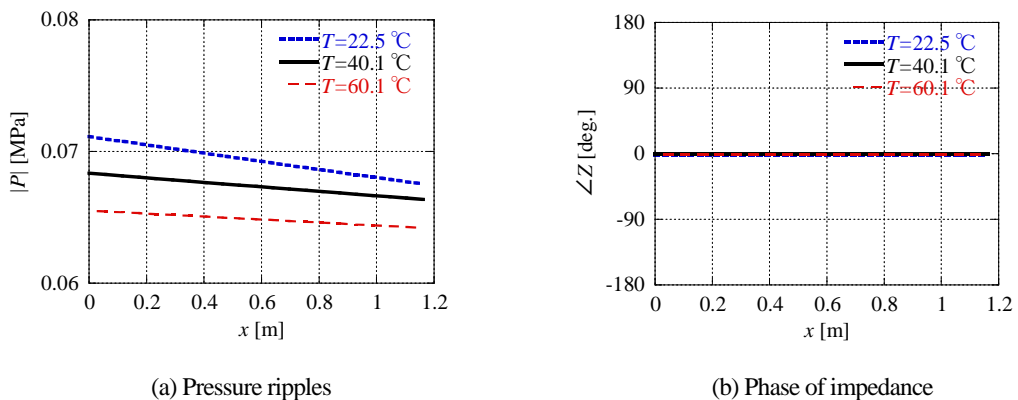 0.08
T=22.5 ℃
T=40.1 ℃
T=60.1 ℃
0.07
|P| [MPa]
0.06
0 0.2 0.4 0.6 0.8 1 1.2
x [m]
(a) Pressure ripples
180
T=22.5 ℃
T=40.1 ℃
T=60.1 ℃
90
∠Z [deg.]
0
-90
-180
0 0.2 0.4 0.6 0.8 1 1.2
x [m]
(b) Phase of impedance